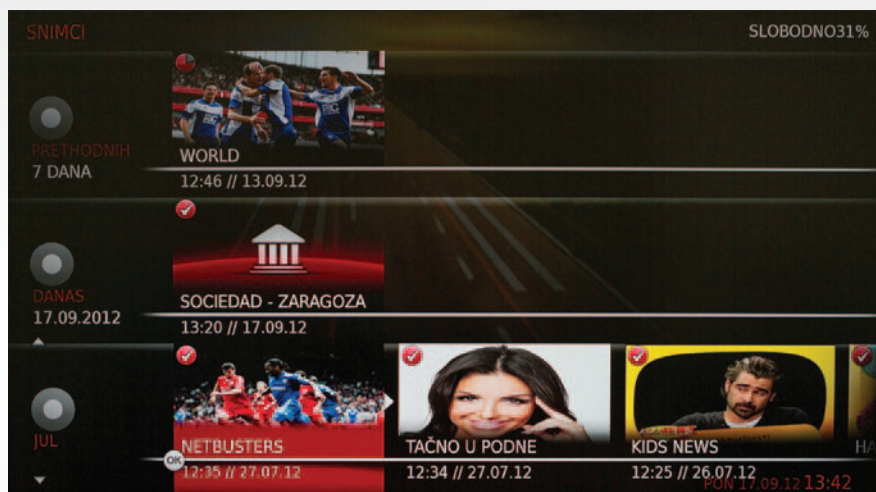 SNIMCI
SLOBODNO31%
PRETHODNIH
7 DANA
WORLD
12:46 // 13.09.12
DANAS
17.09.2012
SOCIEDAD - ZARAGOZA
13:20 // 17.09.12
JUL
NETBUSTERS
OK
12:35 // 27.07.12
TAČNO U PODNE
12:34 // 27.07.12
KIDS NEWS
12:25 // 26.07.12
HA
PON 17.09.12 13:42